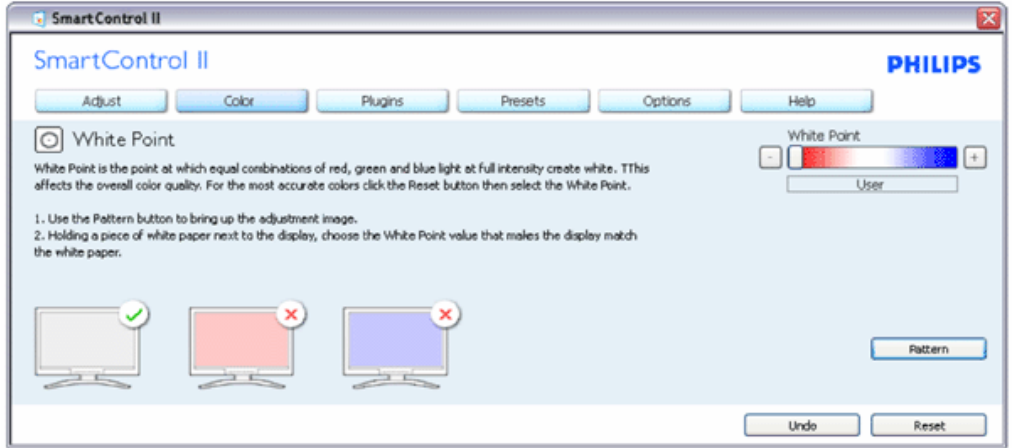 SmartControl II
SmartControl II
PHILIPS
Adjust Color Plugins Presets Options Help
White Point
White Point is the point at which equal combinations of red, green and blue light at full intensity create white. TThis
affects the overall color quality. For the most accurate colors click the Reset button then select the White Point.
1. Use the Pattern button to bring up the adjustment image.
2. Holding a piece of white paper next to the display, choose the White Point value that makes the display match
the white paper.
White Point
- +
User
Pattern
Undo Reset